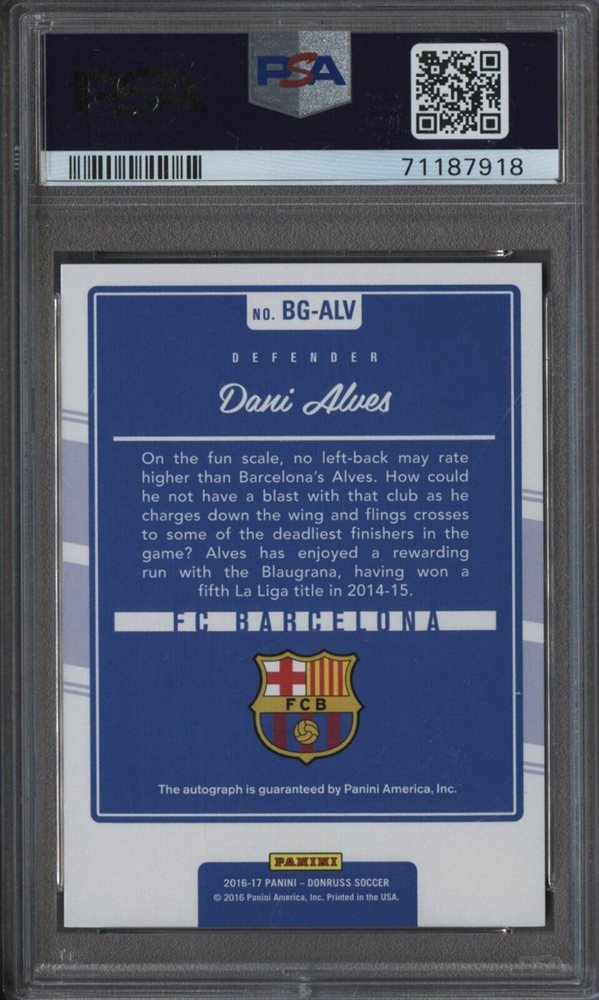 PSA
PSA
71187918
NO. BG-ALV
DEFENDER
Dani Alves
On the fun scale, no left-back may rate
higher than Barcelona's Alves. How could
he not have a blast with that club as he
charges down the wing and flings crosses
to some of the deadliest finishers in the
game? Alves has enjoyed a rewarding
run with the Blaugrana, having won a
fifth La Liga title in 2014-15.
FC BARCELONA
FCB
The autograph is guaranteed by Panini America, Inc.
PANINI
2016-17 PANINI – DONRUSS SOCCER
© 2016 Panini America, Inc. Printed in the USA.